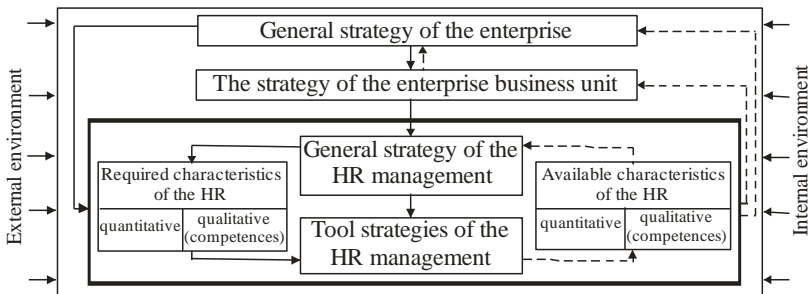 General strategy of the enterprise
The strategy of the enterprise business unit
External environment
General strategy of the
HR management
Required characteristics
of the HR
quantitative
qualitative
(competences)
Tool strategies of the
HR management
Available characteristics
of the HR
quantitative
qualitative
(competences)
Internal environment